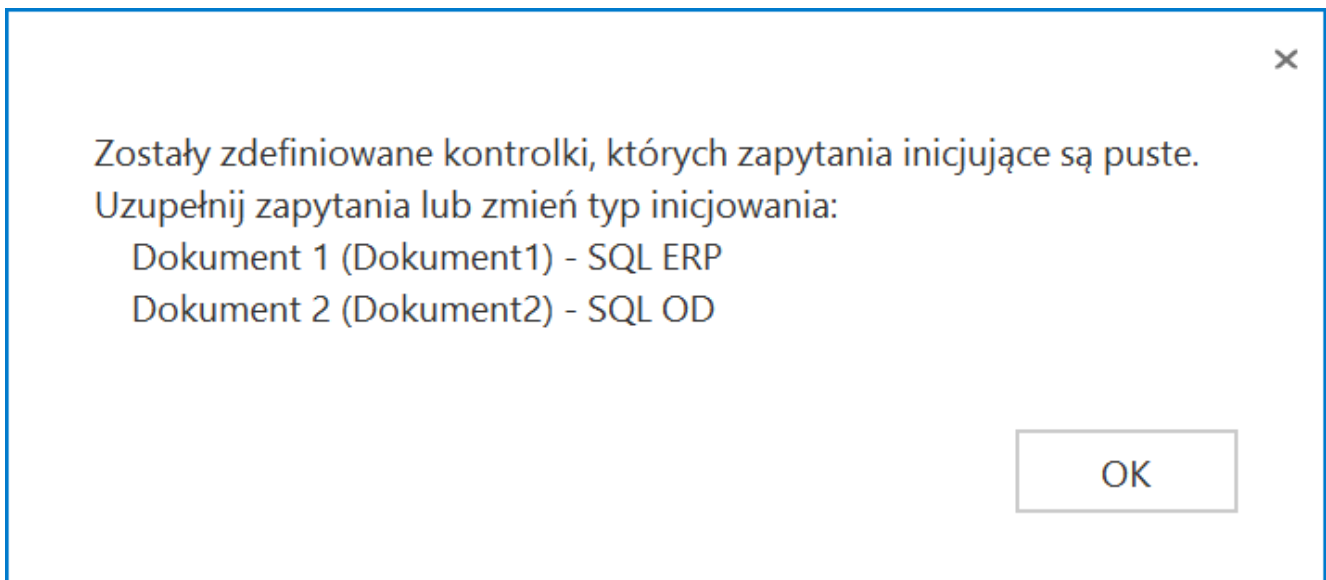 Zostały zdefiniowane kontrolki, których zapytania inicjujące są puste.
Uzupełnij zapytania lub zmień typ inicjowania:
Dokument 1 (Dokument1) - SQL ERP
Dokument 2 (Dokument2) - SQL OD
OK